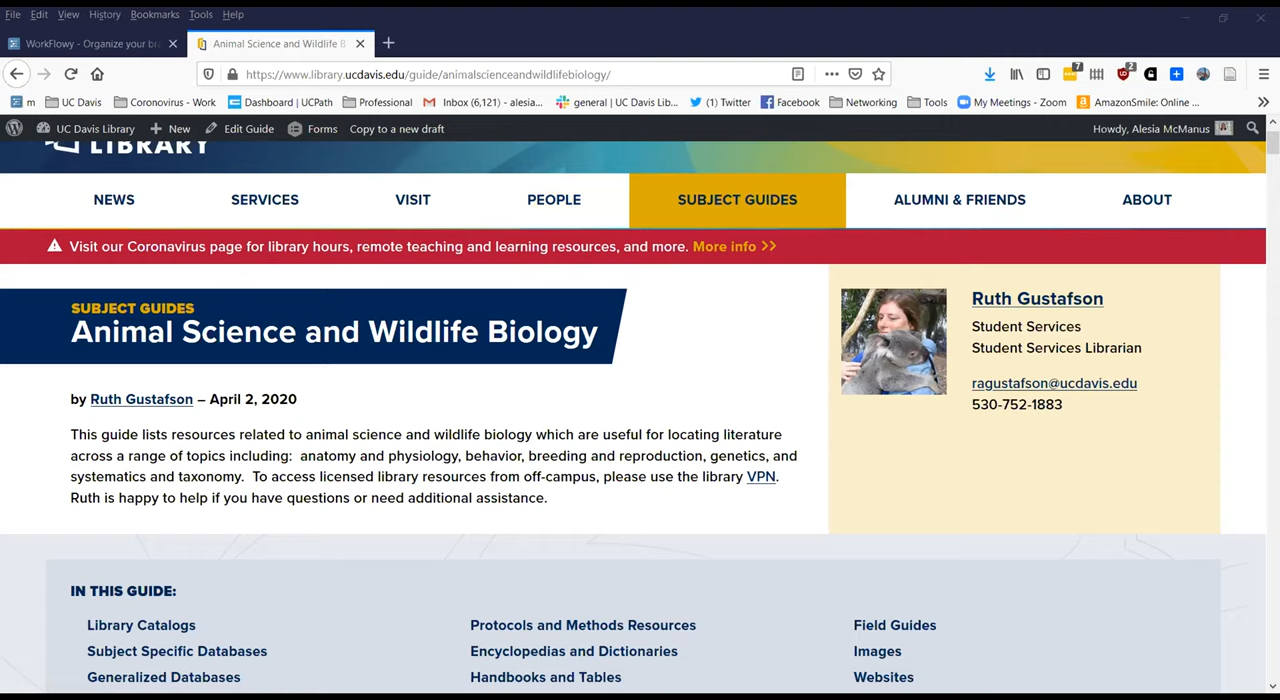 File Edit View History Bookmarks Tools Help
WorkFlowy - Organize your br
Animal Science and Wildlife B
https://www.library.ucdavis.edu/guide/animalscienceandwildlifebiology/
7
2
m UC Davis Coronovirus - Work Dashboard | UCPath Professional Inbox (6,121) - alesia... general | UC Davis Lib... (1) Twitter Facebook Networking Tools My Meetings - Zoom AmazonSmile: Online ...
UC Davis Library New Edit Guide Forms Copy to a new draft Howdy, Alesia McManus
LIBRARY
NEWS SERVICES VISIT PEOPLE SUBJECT GUIDES ALUMNI & FRIENDS ABOUT
Visit our Coronavirus page for library hours, remote teaching and learning resources, and more. More info >>
SUBJECT GUIDES
Animal Science and Wildlife Biology
by Ruth Gustafson – April 2, 2020
This guide lists resources related to animal science and wildlife biology which are useful for locating literature
across a range of topics including: anatomy and physiology, behavior, breeding and reproduction, genetics, and
systematics and taxonomy. To access licensed library resources from off-campus, please use the library VPN.
Ruth is happy to help if you have questions or need additional assistance.
Ruth Gustafson
Student Services
Student Services Librarian
ragustafson@ucdavis.edu
530-752-1883
IN THIS GUIDE:
Library Catalogs
Subject Specific Databases
Generalized Databases
Protocols and Methods Resources
Encyclopedias and Dictionaries
Handbooks and Tables
Field Guides
Images
Websites